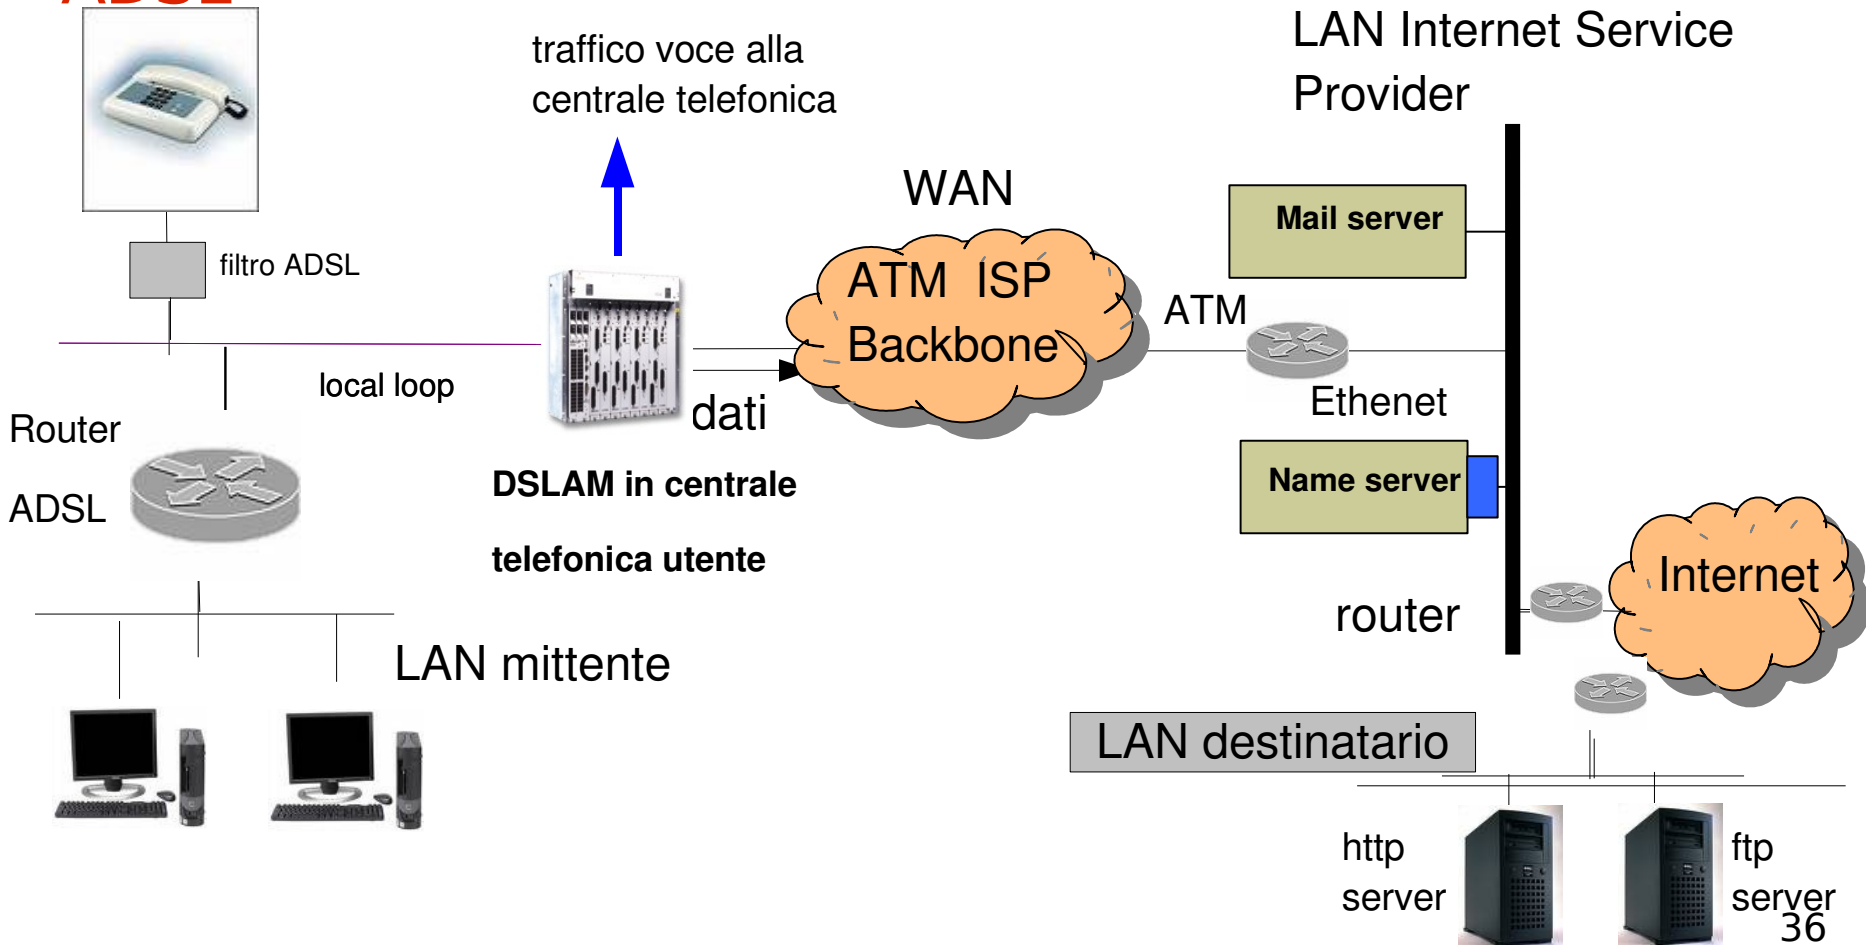 ADSL
traffico voce alla
centrale telefonica
LAN Internet Service
Provider
WAN
Mail server
filtro ADSL
ATM ISP
Backbone
ATM
local loop
dati
Ethenet
Router
ADSL
DSLAM in centrale
telefonica utente
Name server
Internet
router
LAN mittente
LAN destinatario
http
server
ftp
server
36